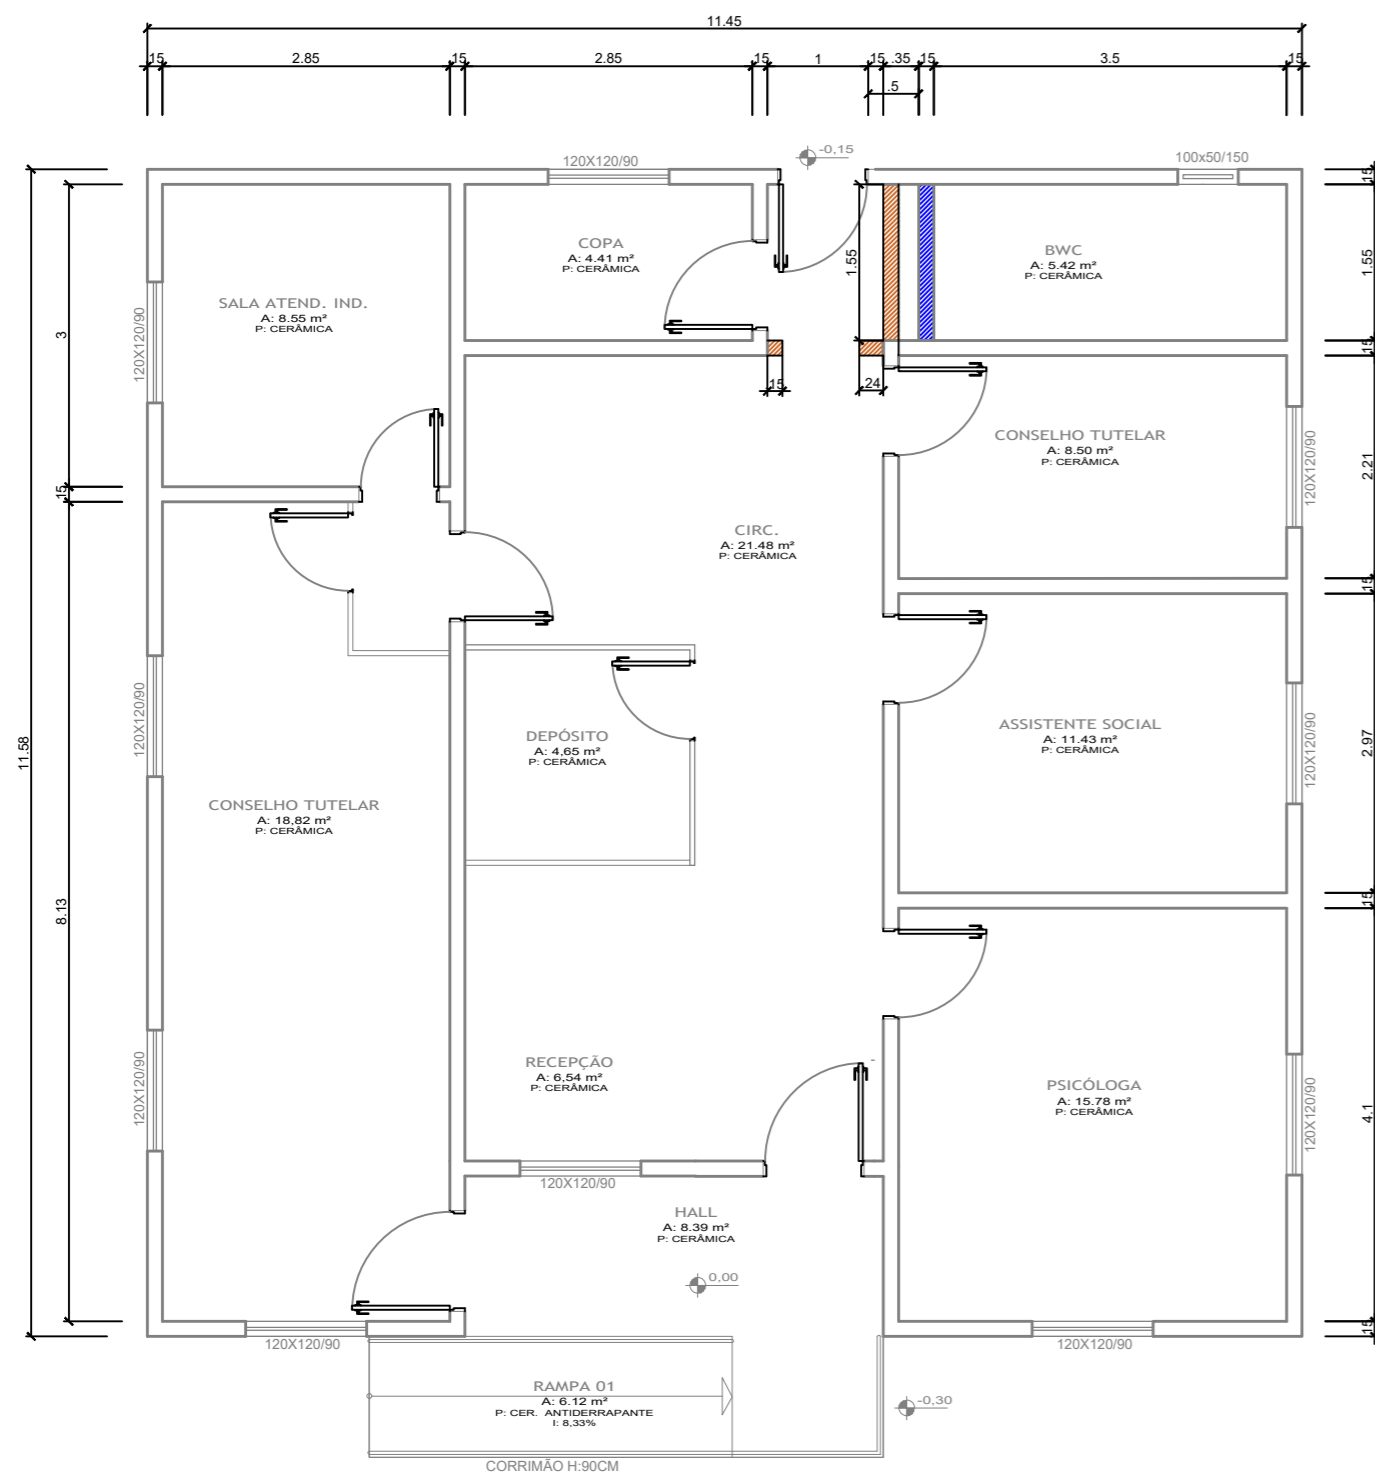 11.45
15
2.85
15
2.85
15
1
15
.35
15
3.5
15
.5
-0,15
120X120/90
100x50/150
15
COPA
A: 4.41 m²
P: CERÂMICA
BWC
A: 5.42 m²
P: CERÂMICA
1.55
1.55
SALA ATEND. IND.
A: 8.55 m²
P: CERÂMICA
120X120/90
3
15
15
24
CONSELHO TUTELAR
A: 8.50 m²
P: CERÂMICA
120X120/90
2.21
15
CIRC.
A: 21.48 m²
P: CERÂMICA
15
DEPÓSITO
A: 4,65 m²
P: CERÂMICA
ASSISTENTE SOCIAL
A: 11.43 m²
P: CERÂMICA
120X120/90
2.97
120X120/90
11.58
CONSELHO TUTELAR
A: 18,82 m²
P: CERÂMICA
8.13
15
RECEPÇÃO
A: 6,54 m²
P: CERÂMICA
-
PSICÓLOGA
A: 15.78 m²
P: CERÂMICA
120X120/90
4.1
120X120/90
120X120/90
HALL
A: 8.39 m²
P: CERÂMICA
0,00
15
120X120/90
120X120/90
RAMPA 01
A: 6.12 m²
P: CER. ANTIDERRAPANTE
I: 8,33%
-0,30
CORRIMÃO H:90CM